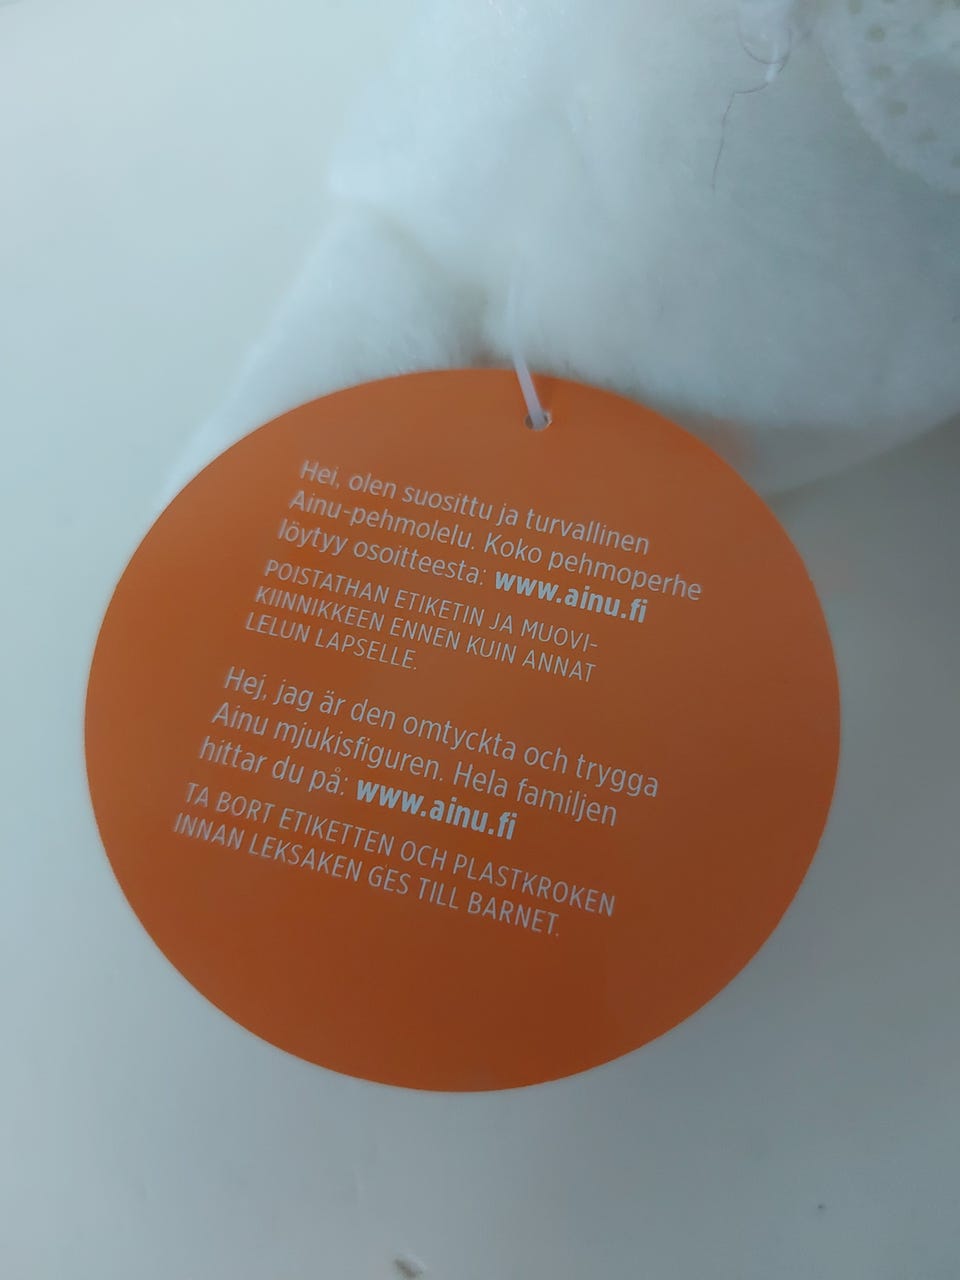 Hei, olen suosittu ja turvallinen
Ainu-pehmolelu. Koko pehmoperhe
löytyy osoitteesta: www.ainu.fi
POISTATHAN ETIKETIN JA MUOVI-
KIINNIKKEEN ENNEN KUIN ANNAT
LELUN LAPSELLE.
Hej, jag är den omtyckta och trygga
Ainu mjukisfiguren. Hela familjen
hittar du på: www.ainu.fi
TA BORT ETIKETTEN OCH PLASTKROKEN
INNAN LEKSAKEN GES TILL BARNET.